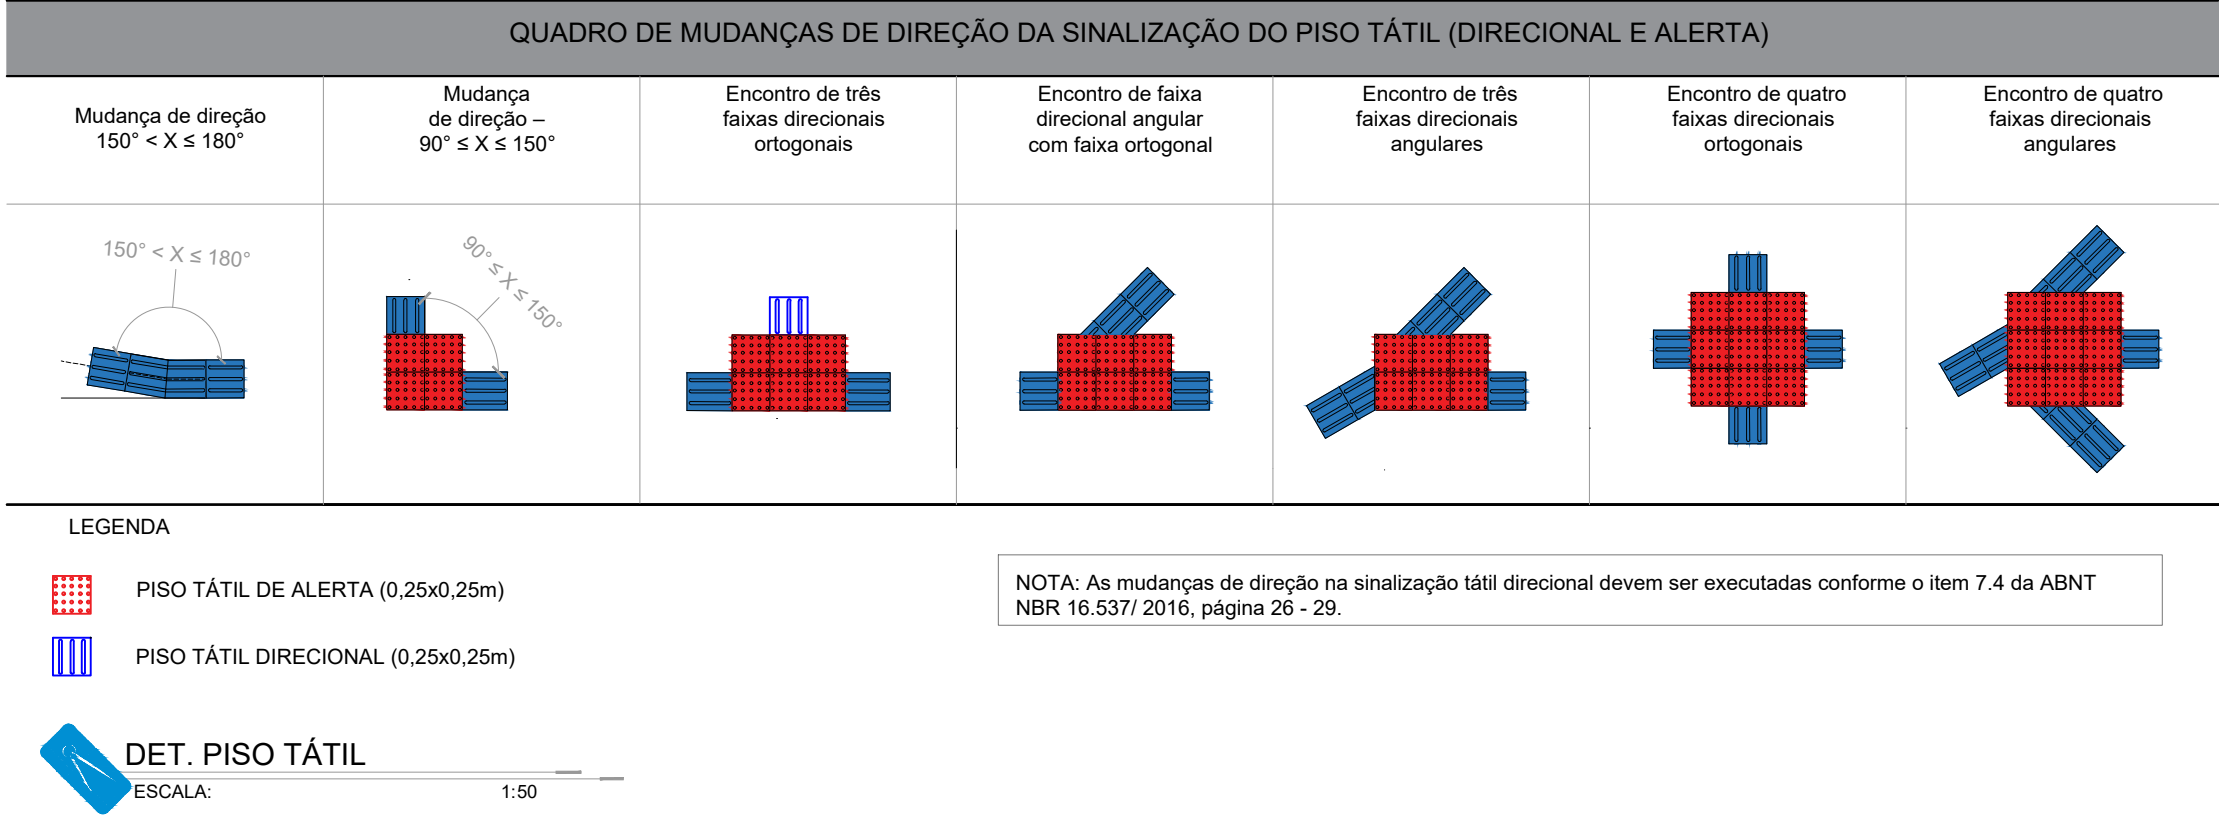 QUADRO DE MUDANÇAS DE DIREÇÃO DA SINALIZAÇÃO DO PISO TÁTIL (DIRECIONAL E ALERTA)
Mudança de direção
150° < X ≤ 180°
Mudança
de direção –
90° ≤ X ≤ 150°
Encontro de três
faixas direcionais
ortogonais
Encontro de faixa
direcional angular
com faixa ortogonal
Encontro de três
faixas direcionais
angulares
Encontro de quatro
faixas direcionais
ortogonais
Encontro de quatro
faixas direcionais
angulares
150° < X ≤ 180°
90° ≤ X ≤ 150°
LEGENDA
PISO TÁTIL DE ALERTA (0,25x0,25m)
PISO TÁTIL DIRECIONAL (0,25x0,25m)
NOTA: As mudanças de direção na sinalização tátil direcional devem ser executadas conforme o item 7.4 da ABNT
NBR 16.537/ 2016, página 26 - 29.
DET. PISO TÁTIL
ESCALA: 1:50